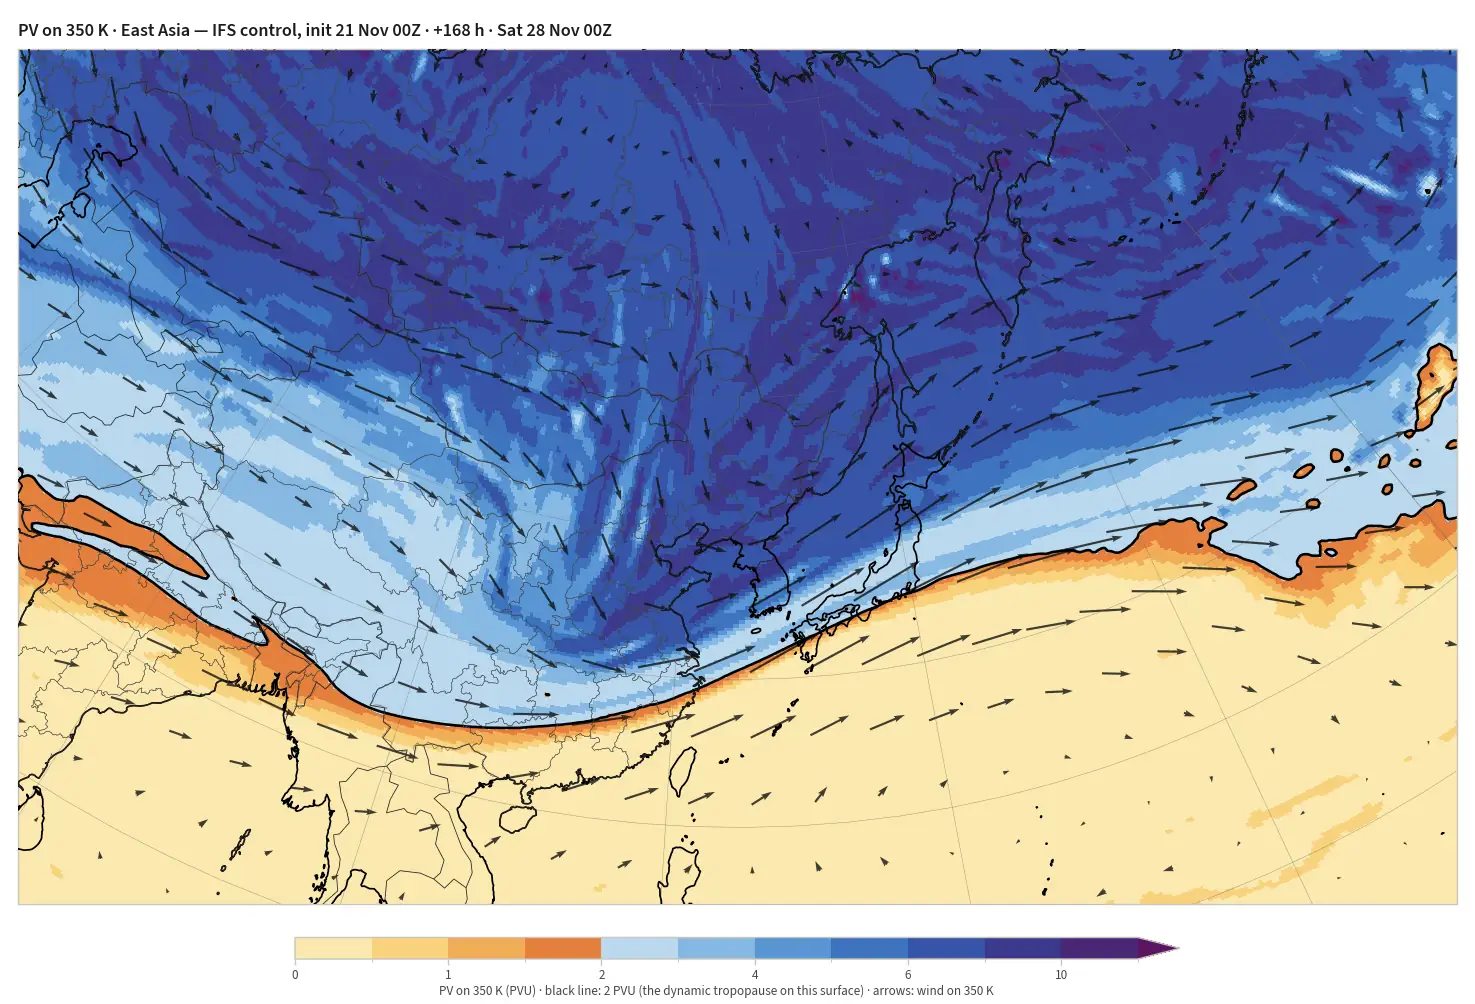 PV on 350 K · East Asia — IFS control, init 21 Nov 00Z · +168 h · Sat 28 Nov 00Z
0 1 2 4 6 10
PV on 350 K (PVU) · black line: 2 PVU (the dynamic tropopause on this surface) · arrows: wind on 350 K